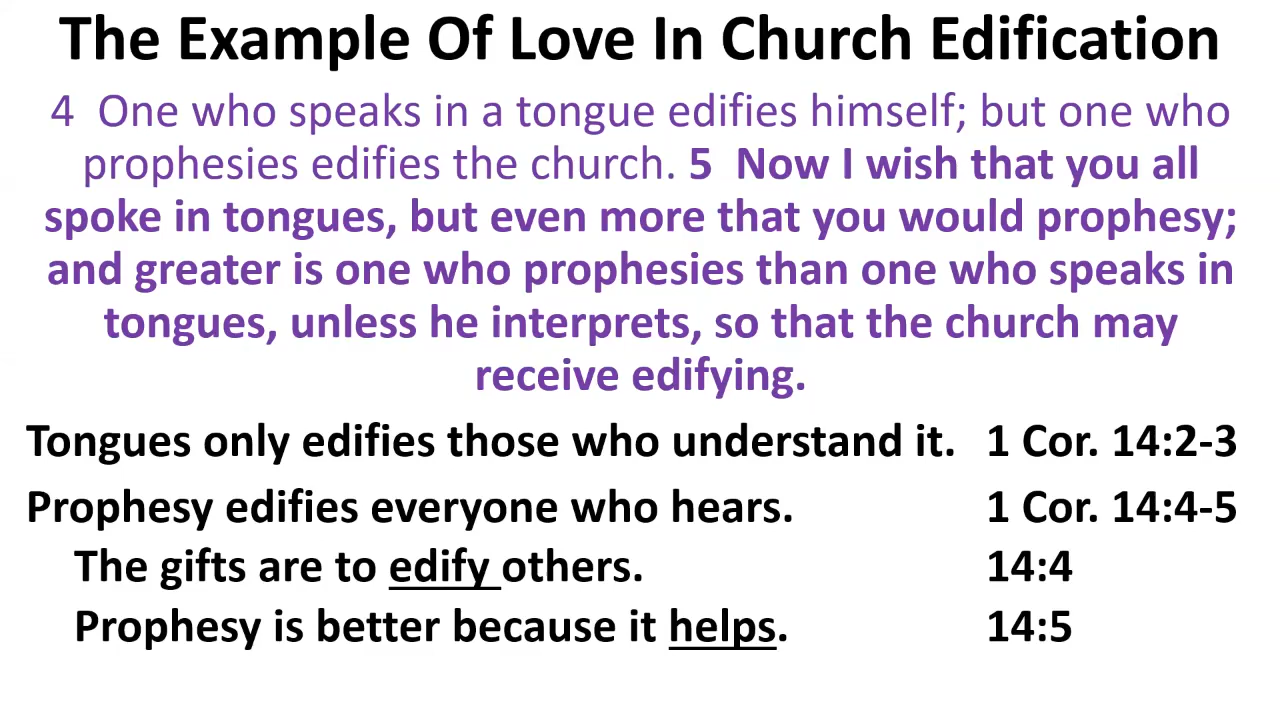 The Example Of Love In Church Edification
4 One who speaks in a tongue edifies himself; but one who
prophesies edifies the church. 5 Now I wish that you all
spoke in tongues, but even more that you would prophesy;
and greater is one who prophesies than one who speaks in
tongues, unless he interprets, so that the church may
receive edifying.
Tongues only edifies those who understand it. 1 Cor. 14:2-3
Prophesy edifies everyone who hears. 1 Cor. 14:4-5
The gifts are to edify others. 14:4
Prophesy is better because it helps. 14:5